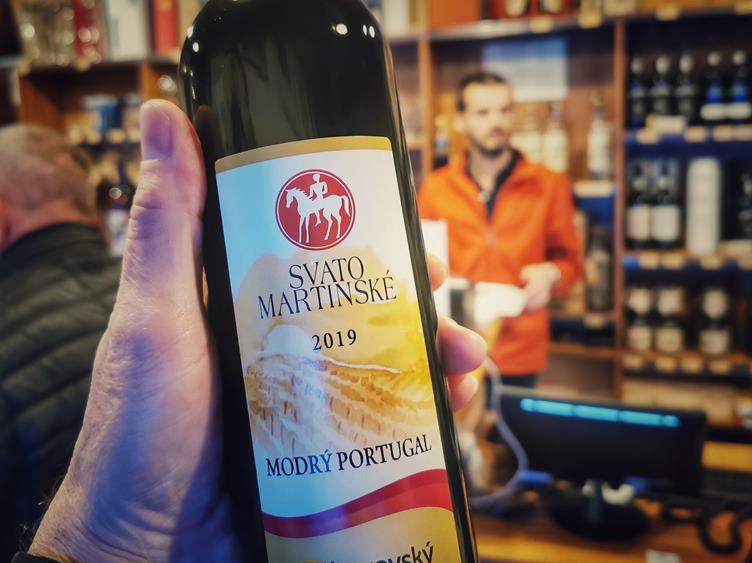 SVATO
MARTINSKÉ
2019
MODRÝ PORTUGAL